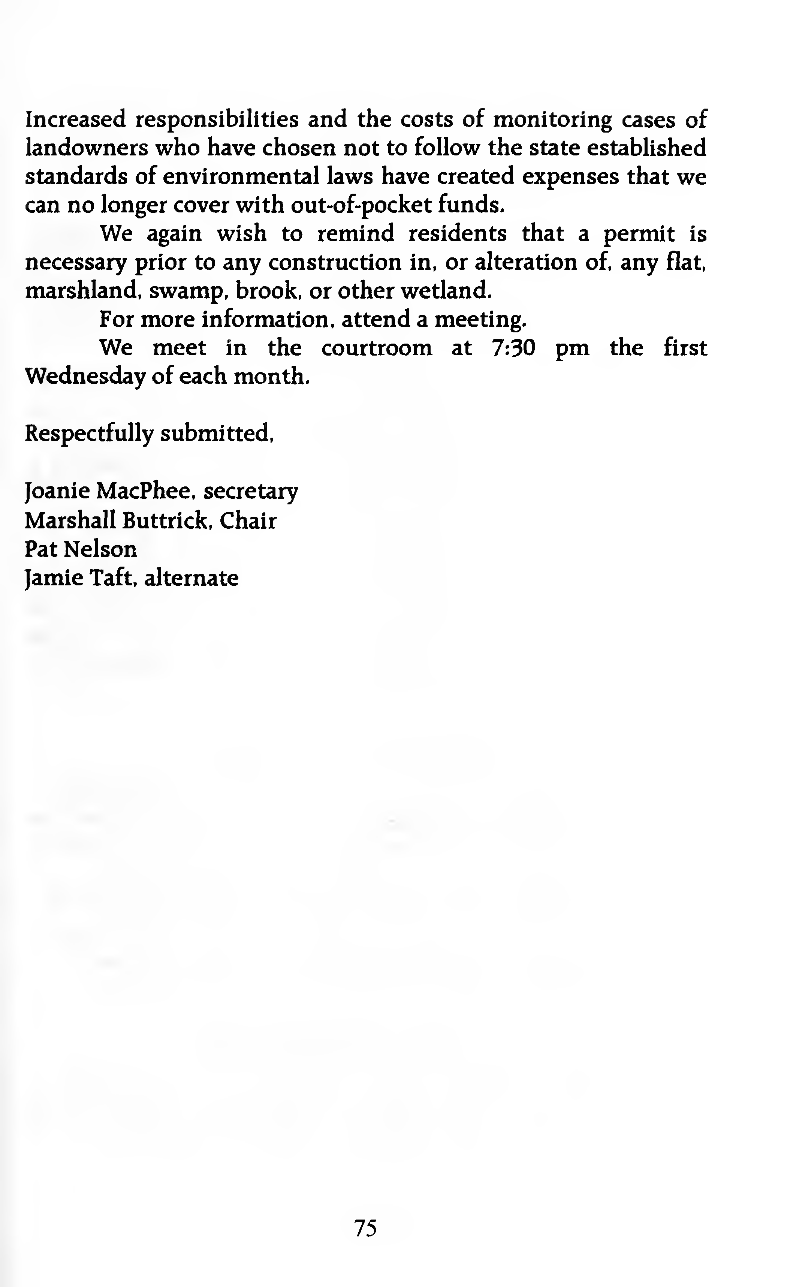 Increased responsibilities and the costs of monitoring cases of
landowners who have chosen not to follow the state established
standards of environmental laws have created expenses that we
can no longer cover with out-of-pocket funds.
We again wish to remind residents that a permit is
necessary prior to any construction in, or alteration of, any flat,
marshland, swamp, brook, or other wetland.
For more information, attend a meeting.
We meet in the courtroom at 7:30 pm the first
Wednesday of each month.
Respectfully submitted,
Joanie MacPhee, secretary
Marshall Buttrick, Chair
Pat Nelson
Jamie Taft, alternate
75